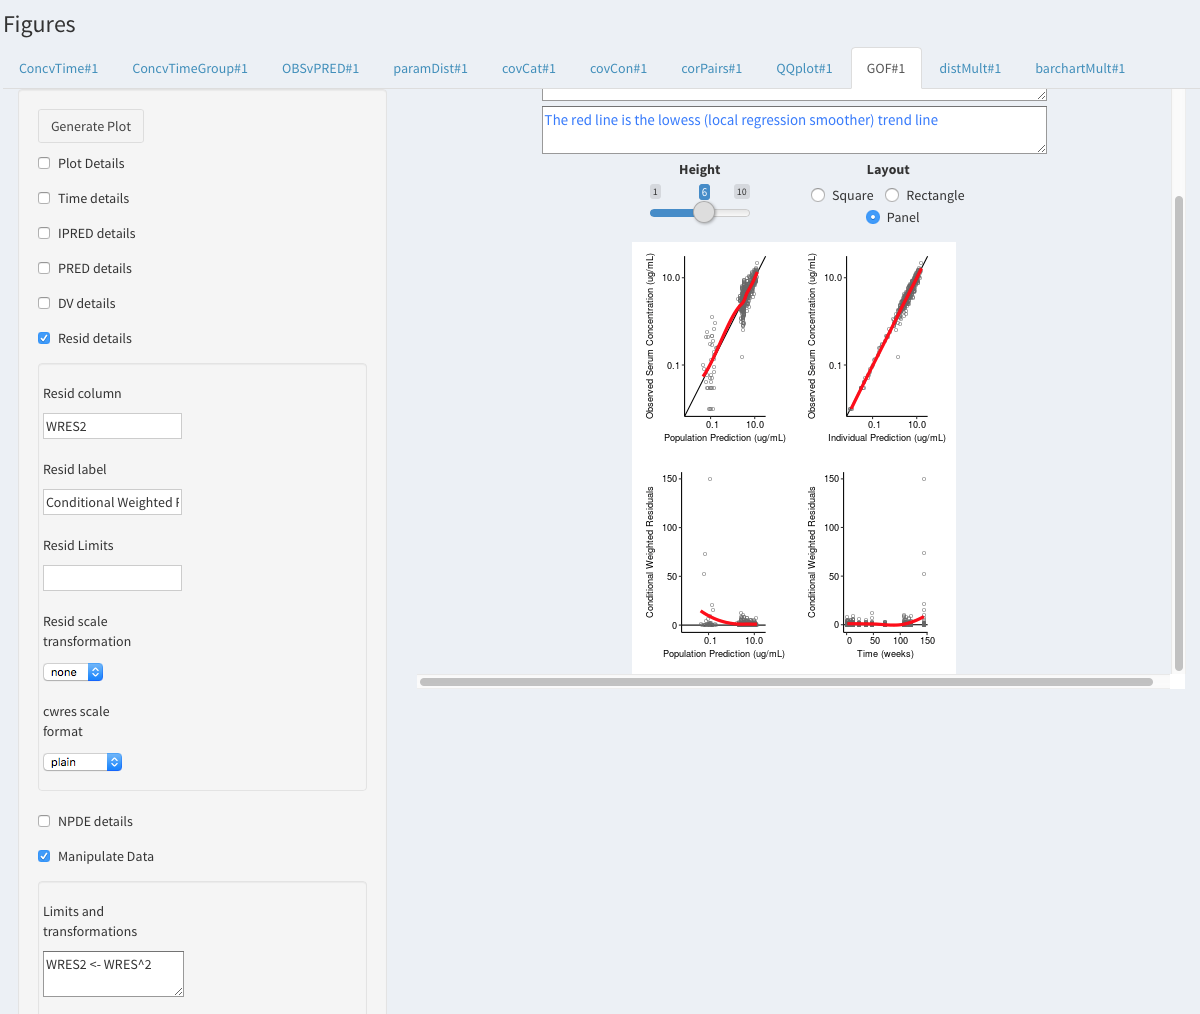 Figures
ConcvTime#1 ConcvTimeGroup#1 OBSvPRED#1 paramDist#1 covCat#1 covCon#1 corPairs#1 QQplot#1 GOF#1 distMult#1 barchartMult#1
Generate Plot
Plot Details
Time details
IPRED details
PRED details
DV details
Resid details
Resid column
WRES2
Resid label
Conditional Weighted
Resid Limits
Resid scale
transformation
none
cwres scale
format
plain
NPDE details
Manipulate Data
Limits and
transformations
WRES2 <- WRES^2
The red line is the lowess (local regression smoother) trend line
Height
1 6 10
Layout
Square Rectangle
Panel
Observed Serum Concentration (ug/mL)
10.0
0.1
0.1 10.0
Population Prediction (ug/mL)
Observed Serum Concentration (ug/mL)
10.0
0.1
0.1 10.0
Individual Prediction (ug/mL)
Conditional Weighted Residuals
150
100
50
0
0.1 10.0
Population Prediction (ug/mL)
Conditional Weighted Residuals
150
100
50
0
0 50 100 150
Time (weeks)